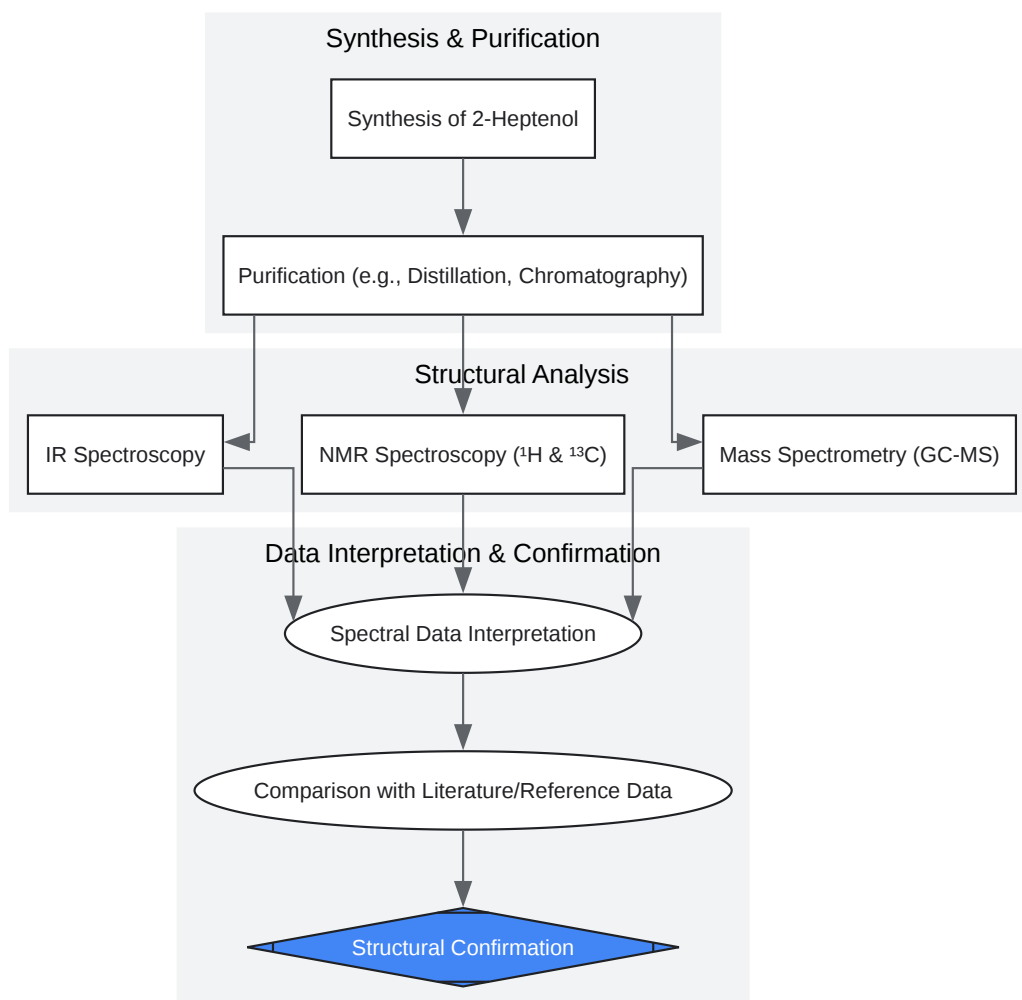 Synthesis & Purification
Synthesis of 2-Heptenol
Purification (e.g., Distillation, Chromatography)
Structural Analysis
IR Spectroscopy
NMR Spectroscopy (¹H & ¹³C)
Mass Spectrometry (GC-MS)
Data Interpretation & Confirmation
Spectral Data Interpretation
Comparison with Literature/Reference Data
Structural Confirmation